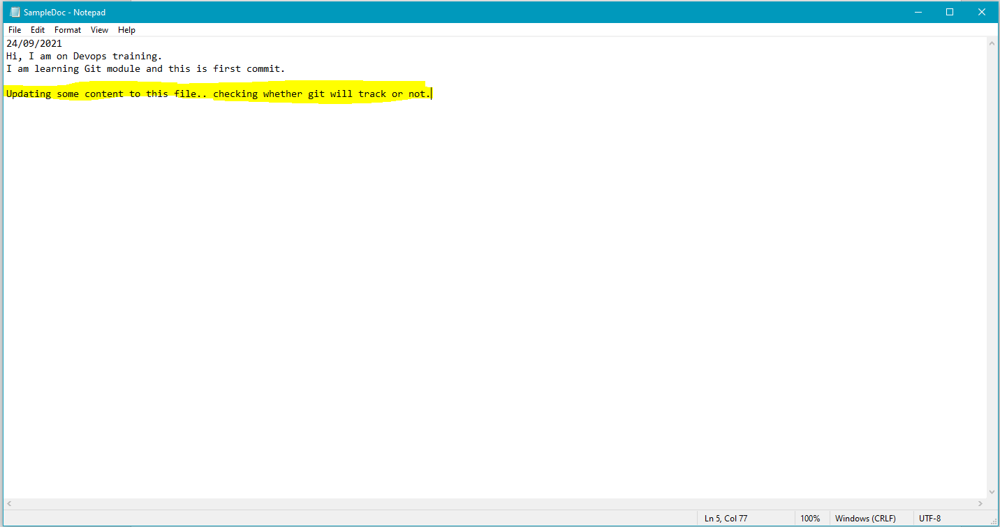 SampleDoc - Notepad
File Edit Format View Help
24/09/2021
Hi, I am on Devops training.
I am learning Git module and this is first commit.
Updating some content to this file.. checking whether git will track or not.
Ln 5, Col 77 100% Windows (CRLF) UTF-8